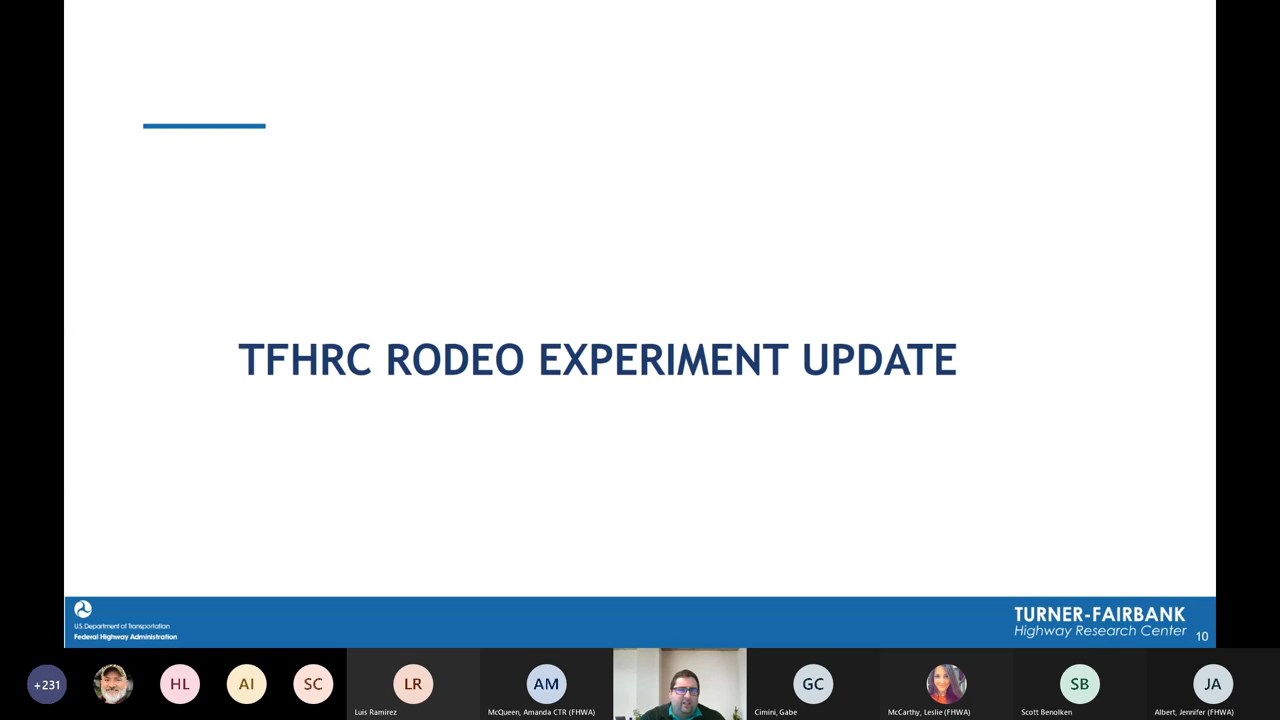 TFHRC RODEO EXPERIMENT UPDATE
U.S. Department of Transportation
Federal Highway Administration
TURNER-FAIRBANK
Highway Research Center
10
+231
HL
AI
SC
LR
AM
GC
SB
JA
Luis Ramirez
McQueen, Amanda CTR (FHWA)
Cimini, Gabe
McCarthy, Leslie (FHWA)
Scott Benolken
Albert, Jennifer (FHWA)